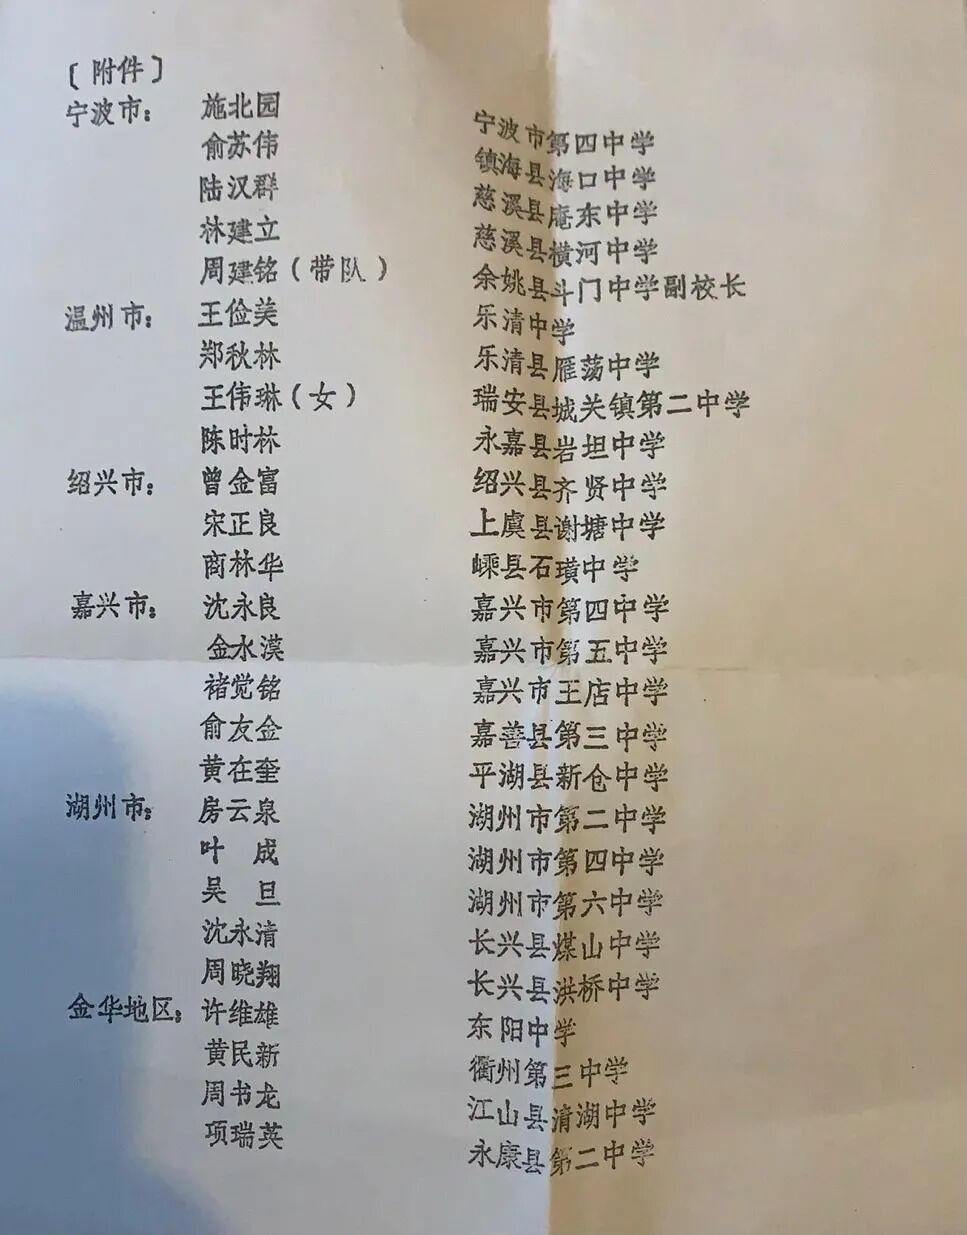 〔附件〕
宁波市： 施北园 宁波市第四中学
俞苏伟 镇海县海口中学
陆汉群 慈溪县庵东中学
林建立 慈溪县横河中学
周建铭（带队） 余姚县斗门中学副校长
温州市： 王俭美 乐清中学
郑秋林 乐清县雁荡中学
王伟琳（女） 瑞安县城关镇第二中学
陈时林 永嘉县岩坦中学
绍兴市： 曾金富 绍兴县齐贤中学
宋正良 上虞县谢塘中学
商林华 嵊县石璜中学
嘉兴市： 沈永良 嘉兴市第四中学
金水漠 嘉兴市第五中学
褚觉铭 嘉兴市王店中学
俞友金 嘉善县第三中学
黄在奎 平湖县新仓中学
湖州市： 房云泉 湖州市第二中学
叶 成 湖州市第四中学
吴 旦 湖州市第六中学
沈永清 长兴县煤山中学
周晓翔 长兴县洪桥中学
金华地区： 许维雄 东阳中学
黄民新 衢州第三中学
周书龙 江山县清湖中学
项瑞英 永康县第二中学